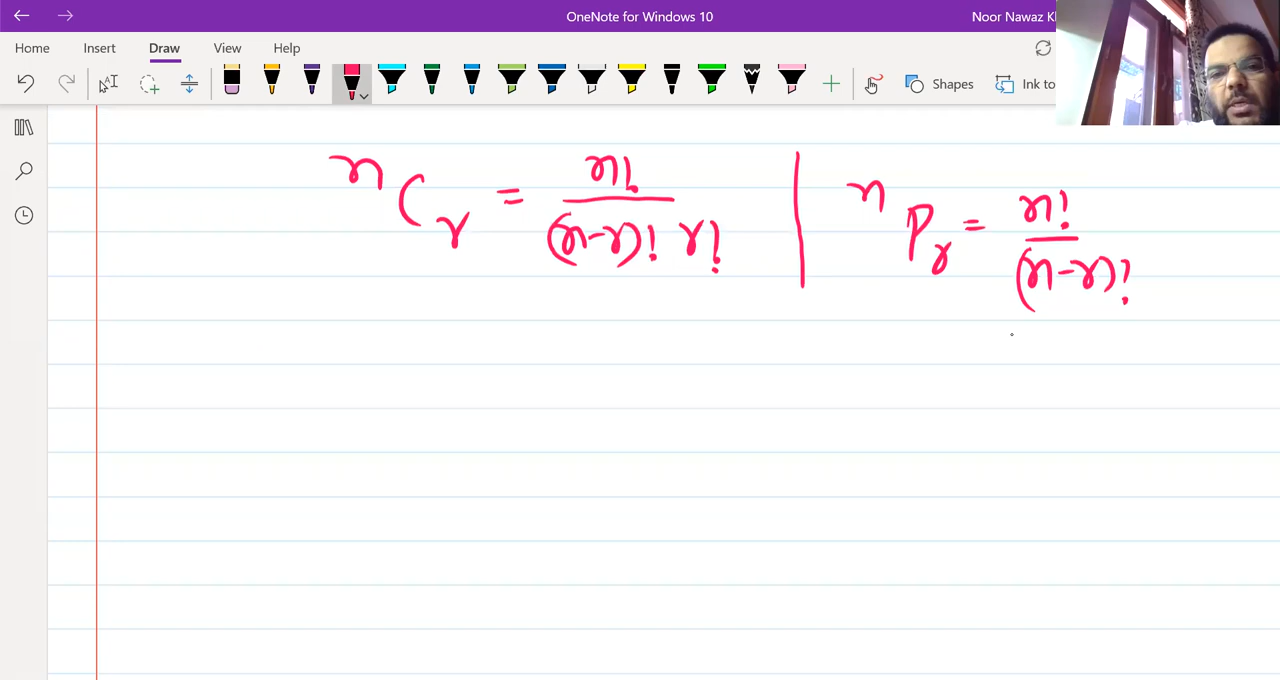 OneNote for Windows 10
Noor Nawaz
Home Insert Draw View Help
Shapes Ink to
ⁿCᵣ = n!/((n-r)! r!) | ⁿPᵣ = n!/(n-r)!